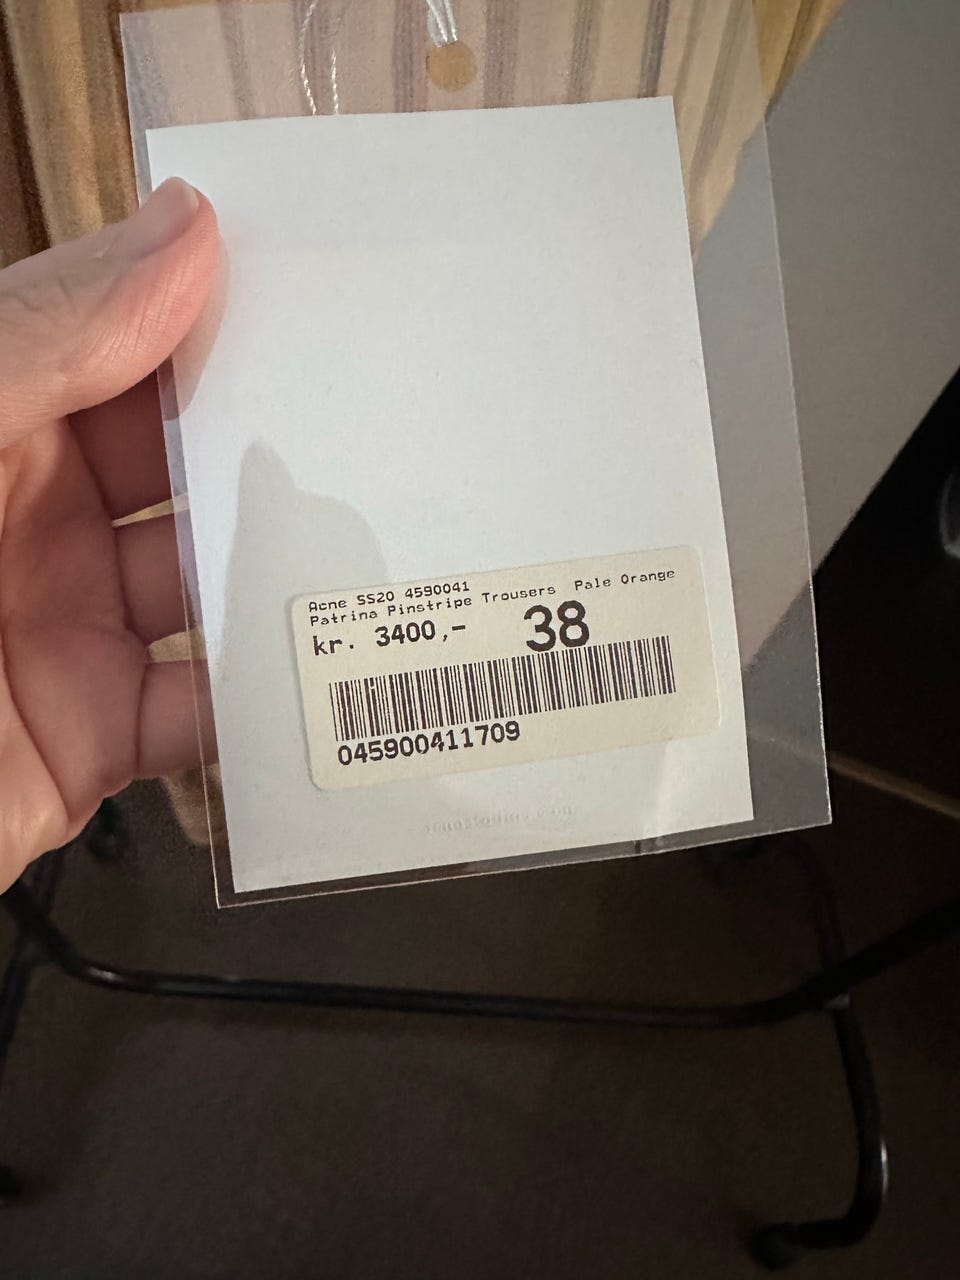 Acne SS20 4590041
Patrina Pinstripe Trousers Pale Orange
kr. 3400,- 38
045900411709